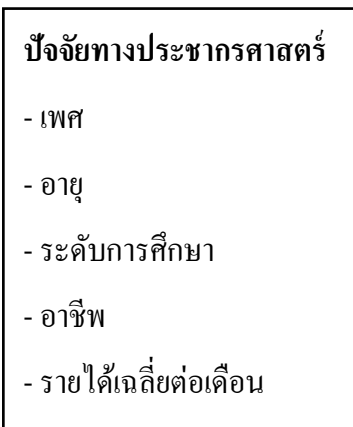 ปัจจัยทางประชากรศาสตร์
- เพศ
- อายุ
- ระดับการศึกษา
- อาชีพ
- รายได้เฉลี่ยต่อเดือน